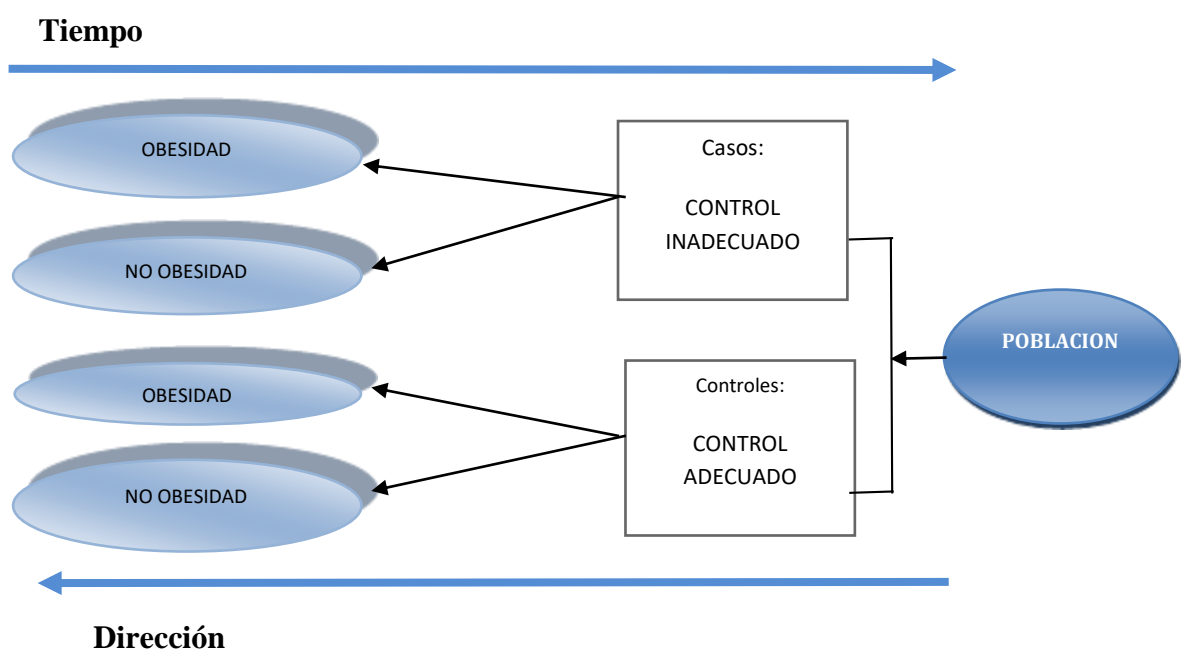 Tiempo
OBESIDAD
NO OBESIDAD
Casos:
CONTROL
INADECUADO
POBLACION
OBESIDAD
NO OBESIDAD
Controles:
CONTROL
ADECUADO
Dirección